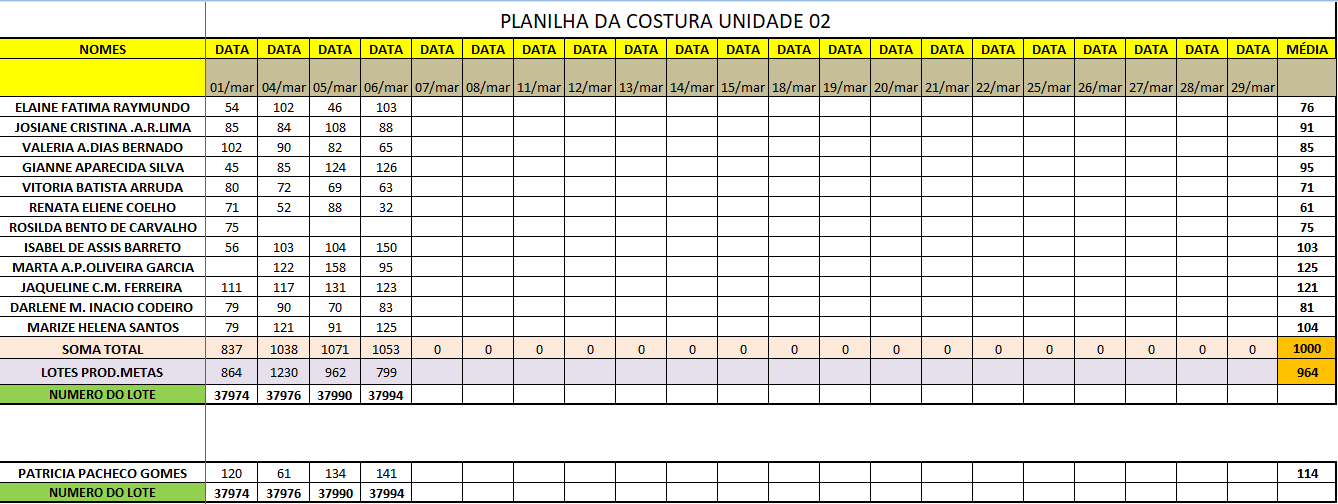 PLANILHA DA COSTURA UNIDADE 02
NOMES DATA DATA DATA DATA DATA DATA DATA DATA DATA DATA DATA DATA DATA DATA DATA DATA DATA DATA DATA DATA DATA MÉDIA
01/mar 04/mar 05/mar 06/mar 07/mar 08/mar 11/mar 12/mar 13/mar 14/mar 15/mar 18/mar 19/mar 20/mar 21/mar 22/mar 25/mar 26/mar 27/mar 28/mar 29/mar
ELAINE FATIMA RAYMUNDO 54 102 46 103 76
JOSIANE CRISTINA .A.R.LIMA 85 84 108 88 91
VALERIA A.DIAS BERNADO 102 90 82 65 85
GIANNE APARECIDA SILVA 45 85 124 126 95
VITORIA BATISTA ARRUDA 80 72 69 63 71
RENATA ELIENE COELHO 71 52 88 32 61
ROSILDA BENTO DE CARVALHO 75 75
ISABEL DE ASSIS BARRETO 56 103 104 150 103
MARTA A.P.OLIVEIRA GARCIA 122 158 95 125
JAQUELINE C.M. FERREIRA 111 117 131 123 121
DARLENE M. INACIO CODEIRO 79 90 70 83 81
MARIZE HELENA SANTOS 79 121 91 125 104
SOMA TOTAL 837 1038 1071 1053 0 0 0 0 0 0 0 0 0 0 0 0 0 0 0 0 0 1000
LOTES PROD.METAS 864 1230 962 799 964
NUMERO DO LOTE 37974 37976 37990 37994
PATRICIA PACHECO GOMES 120 61 134 141 114
NUMERO DO LOTE 37974 37976 37990 37994